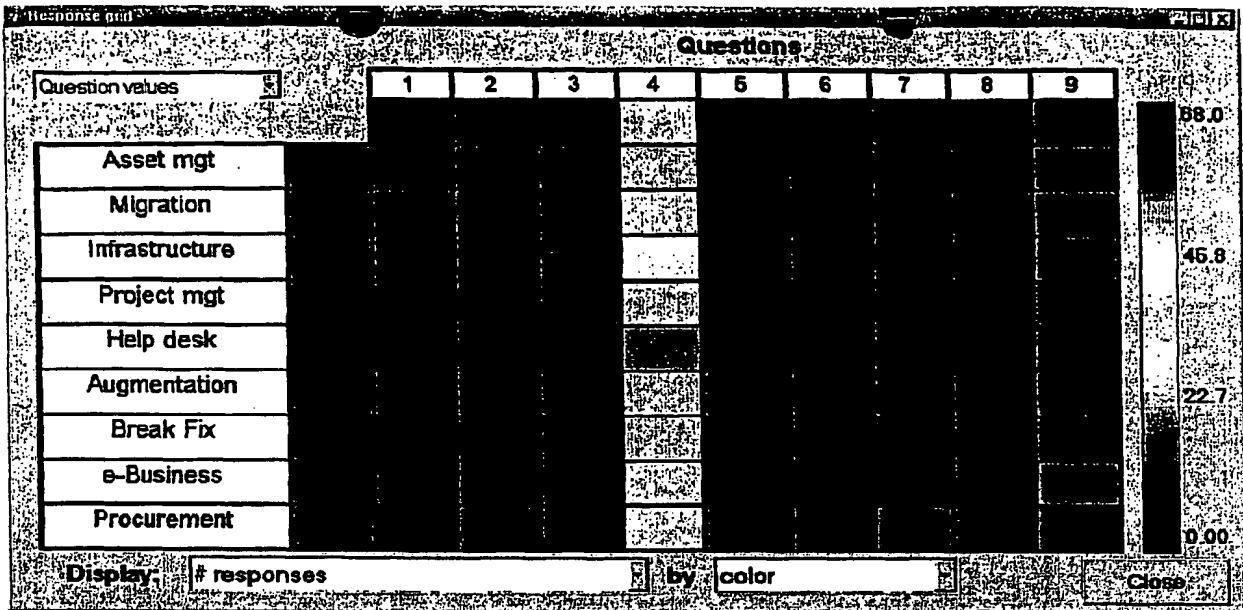 Response grid
Questions
Question values
1 2 3 4 5 6 7 8 9
68.0
Asset mgt
Migration
Infrastructure
45.8
Project mgt
Help desk
Augmentation
22.7
Break Fix
e-Business
Procurement
0.00
Display: # responses by color Close